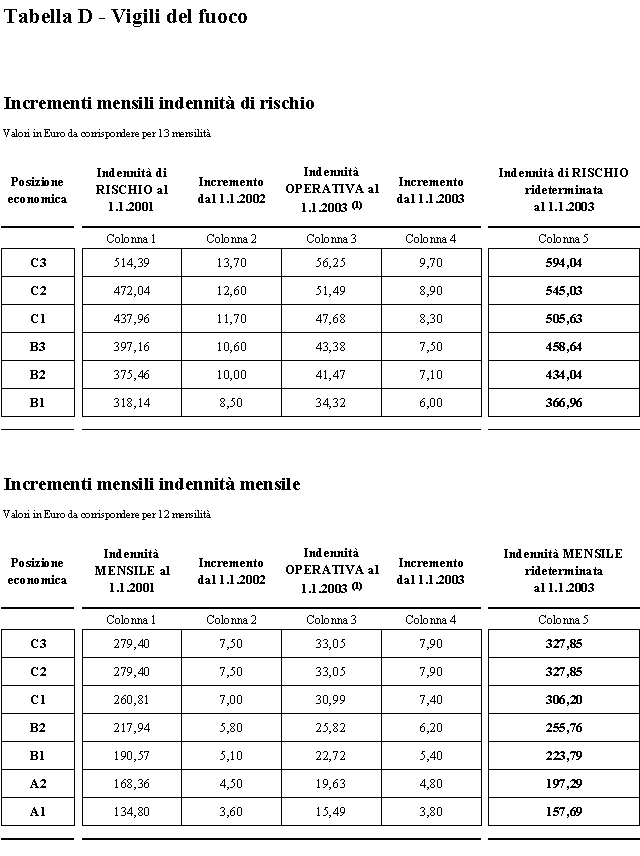 Tabella D - Vigili del fuoco
Incrementi mensili indennità di rischio
Valori in Euro da corrispondere per 13 mensilità
Posizione economica | Indennità di RISCHIO al 1.1.2001 | Incremento dal 1.1.2002 | Indennità OPERATIVA al 1.1.2003 (1) | Incremento dal 1.1.2003 | Indennità di RISCHIO rideterminata al 1.1.2003
Colonna 1 | Colonna 2 | Colonna 3 | Colonna 4 | Colonna 5
C3 | 514,39 | 13,70 | 56,25 | 9,70 | 594,04
C2 | 472,04 | 12,60 | 51,49 | 8,90 | 545,03
C1 | 437,96 | 11,70 | 47,68 | 8,30 | 505,63
B3 | 397,16 | 10,60 | 43,38 | 7,50 | 458,64
B2 | 375,46 | 10,00 | 41,47 | 7,10 | 434,04
B1 | 318,14 | 8,50 | 34,32 | 6,00 | 366,96
Incrementi mensili indennità mensile
Valori in Euro da corrispondere per 12 mensilità
Posizione economica | Indennità MENSILE al 1.1.2001 | Incremento dal 1.1.2002 | Indennità OPERATIVA al 1.1.2003 (1) | Incremento dal 1.1.2003 | Indennità MENSILE rideterminata al 1.1.2003
Colonna 1 | Colonna 2 | Colonna 3 | Colonna 4 | Colonna 5
C3 | 279,40 | 7,50 | 33,05 | 7,90 | 327,85
C2 | 279,40 | 7,50 | 33,05 | 7,90 | 327,85
C1 | 260,81 | 7,00 | 30,99 | 7,40 | 306,20
B2 | 217,94 | 5,80 | 25,82 | 6,20 | 255,76
B1 | 190,57 | 5,10 | 22,72 | 5,40 | 223,79
A2 | 168,36 | 4,50 | 19,63 | 4,80 | 197,29
A1 | 134,80 | 3,60 | 15,49 | 3,80 | 157,69